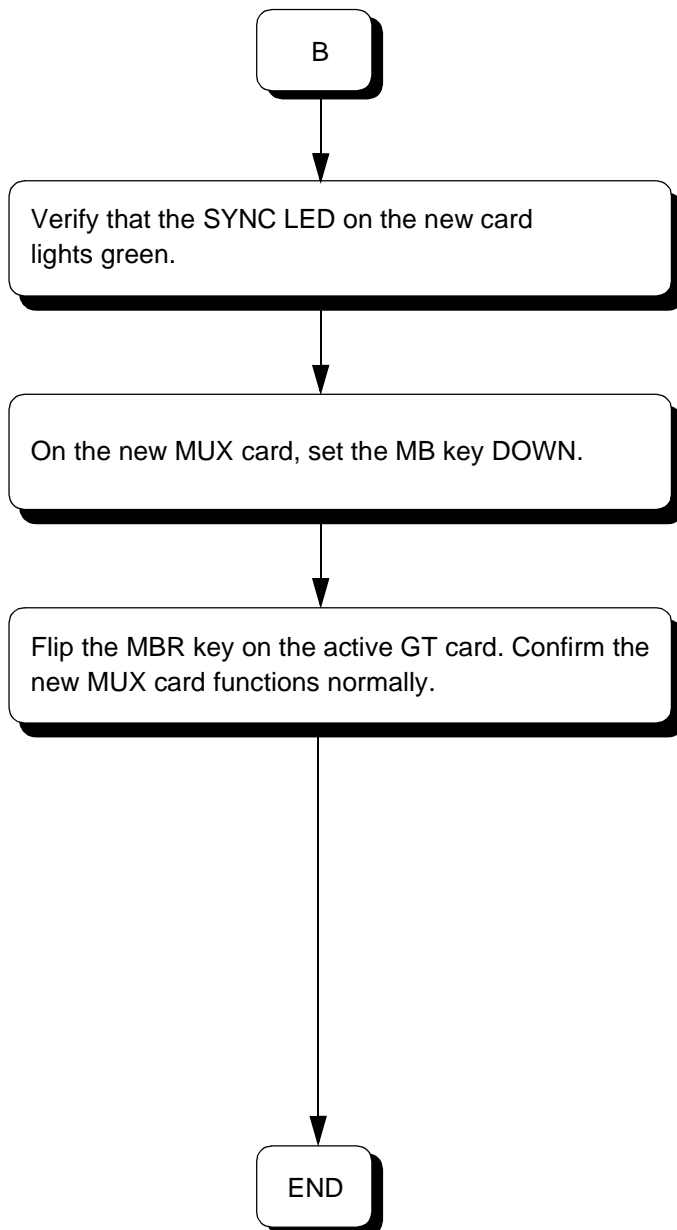 B
Verify that the SYNC LED on the new card
lights green.
On the new MUX card, set the MB key DOWN.
Flip the MBR key on the active GT card. Confirm the
new MUX card functions normally.
END